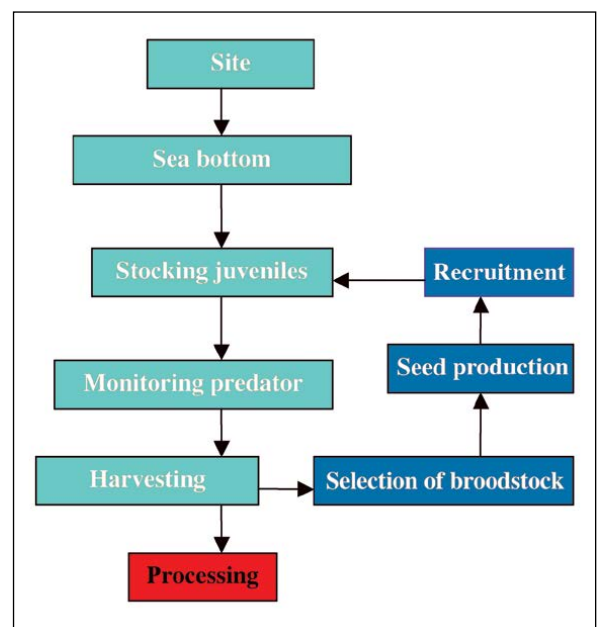 Site
Sea bottom
Stocking juveniles
Recruitment
Monitoring predator
Seed production
Harvesting
Selection of broodstock
Processing